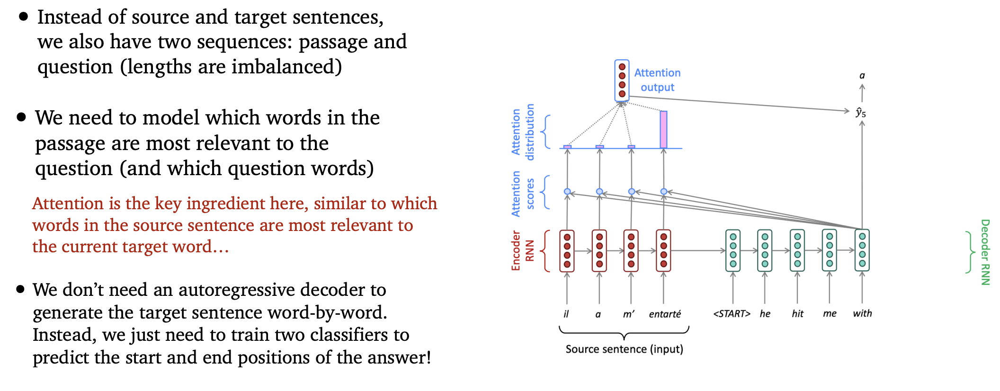 • Instead of source and target sentences,
we also have two sequences: passage and
question (lengths are imbalanced)
• We need to model which words in the
passage are most relevant to the
question (and which question words)
Attention is the key ingredient here, similar to which
words in the source sentence are most relevant to
the current target word…
• We don’t need an autoregressive decoder to
generate the target sentence word-by-word.
Instead, we just need to train two classifiers to
predict the start and end positions of the answer!
Attention
output
a
ŷ₅
Attention
distribution
Attention
scores
Encoder
RNN
Decoder RNN
il a m’ entarté <START> he hit me with
Source sentence (input)